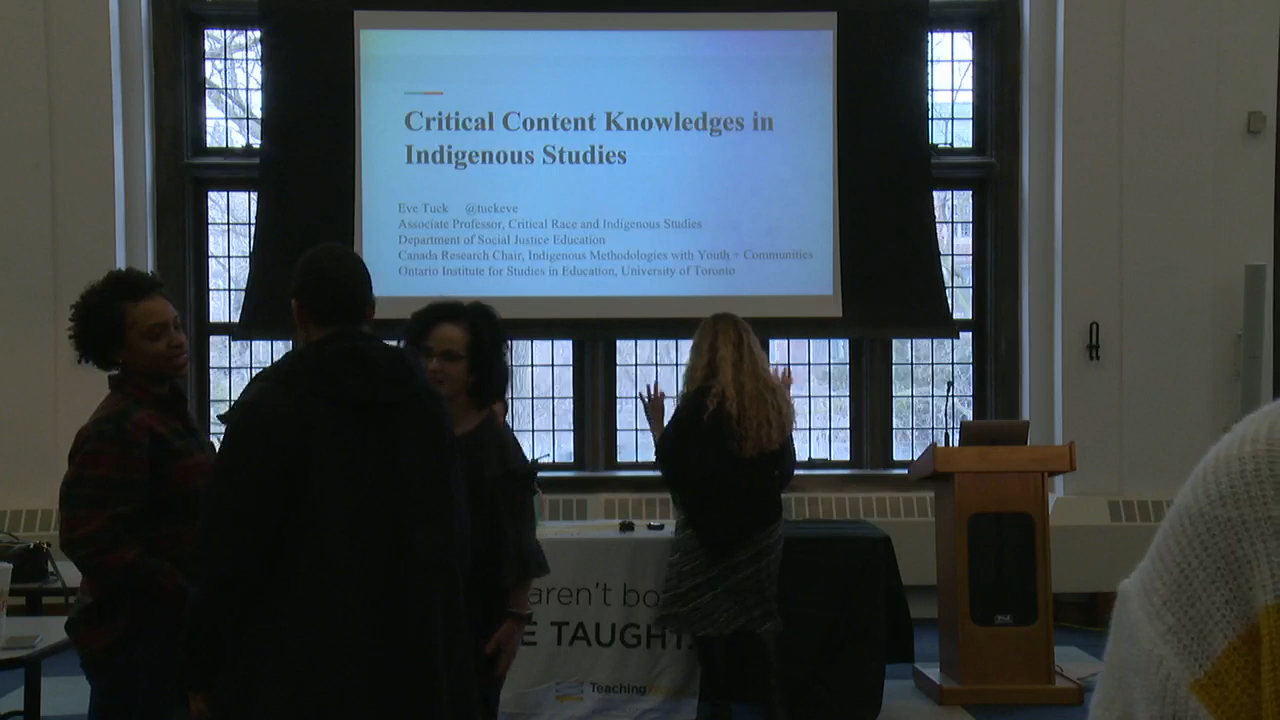 Critical Content Knowledges in
Indigenous Studies
Eve Tuck @tuckeve
Associate Professor, Critical Race and Indigenous Studies
Department of Social Justice Education
Canada Research Chair, Indigenous Methodologies with Youth + Communities
Ontario Institute for Studies in Education, University of Toronto
aren't bo
E TAUGHT.
Teaching